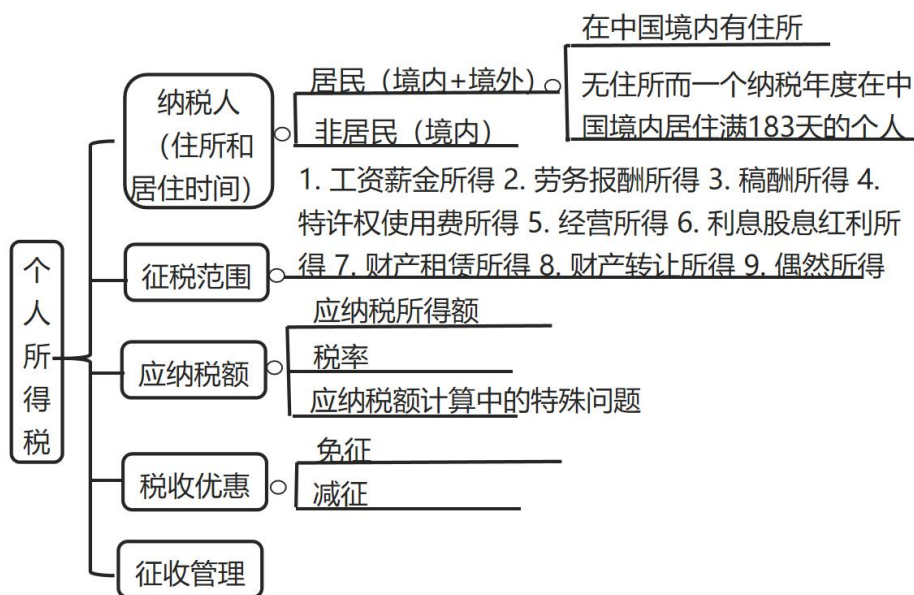 个
人
所
得
税
纳税人
（住所和
居住时间）
居民（境内+境外）
在中国境内有住所
无住所而一个纳税年度在中
国境内居住满183天的个人
非居民（境内）
征税范围
1. 工资薪金所得 2. 劳务报酬所得 3. 稿酬所得 4.
特许权使用费所得 5. 经营所得 6. 利息股息红利所
得 7. 财产租赁所得 8. 财产转让所得 9. 偶然所得
应纳税额
应纳税所得额
税率
应纳税额计算中的特殊问题
税收优惠
免征
减征
征收管理